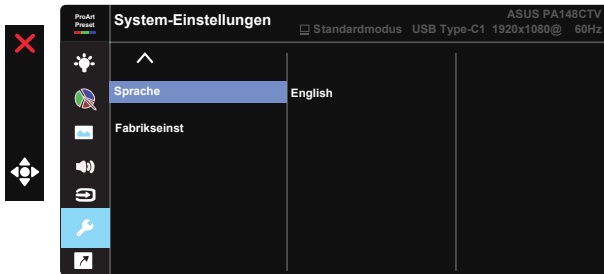 ProArt
Preset
System-Einstellungen
ASUS PA148CTV
Standardmodus USB Type-C1 1920x1080@ 60Hz
Sprache
English
Fabrikseinst